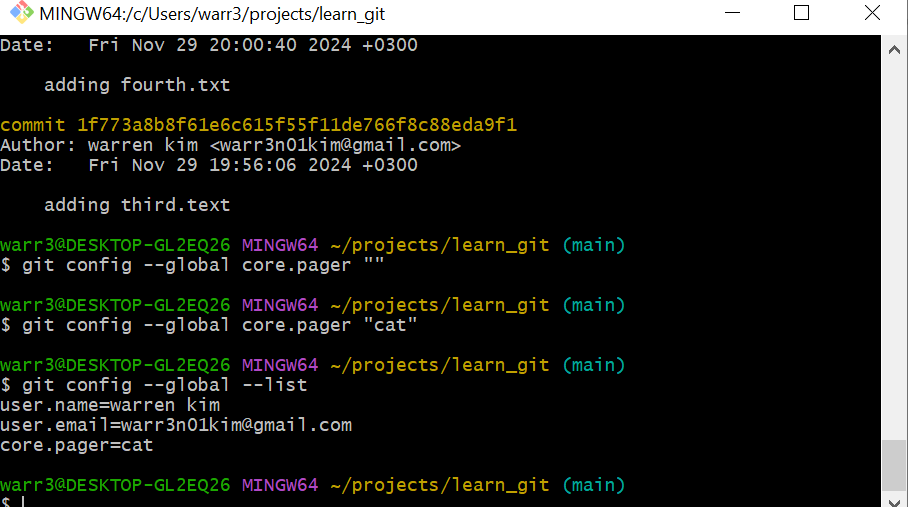 MINGW64:/c/Users/warr3/projects/learn_git
Date:   Fri Nov 29 20:00:40 2024 +0300
    adding fourth.txt
commit 1f773a8b8f61e6c615f55f11de766f8c88eda9f1
Author: warren kim <warr3n01kim@gmail.com>
Date:   Fri Nov 29 19:56:06 2024 +0300
    adding third.text
warr3@DESKTOP-GL2EQ26 MINGW64 ~/projects/learn_git (main)
$ git config --global core.pager ""
warr3@DESKTOP-GL2EQ26 MINGW64 ~/projects/learn_git (main)
$ git config --global core.pager "cat"
warr3@DESKTOP-GL2EQ26 MINGW64 ~/projects/learn_git (main)
$ git config --global --list
user.name=warren kim
user.email=warr3n01kim@gmail.com
core.pager=cat
warr3@DESKTOP-GL2EQ26 MINGW64 ~/projects/learn_git (main)
$